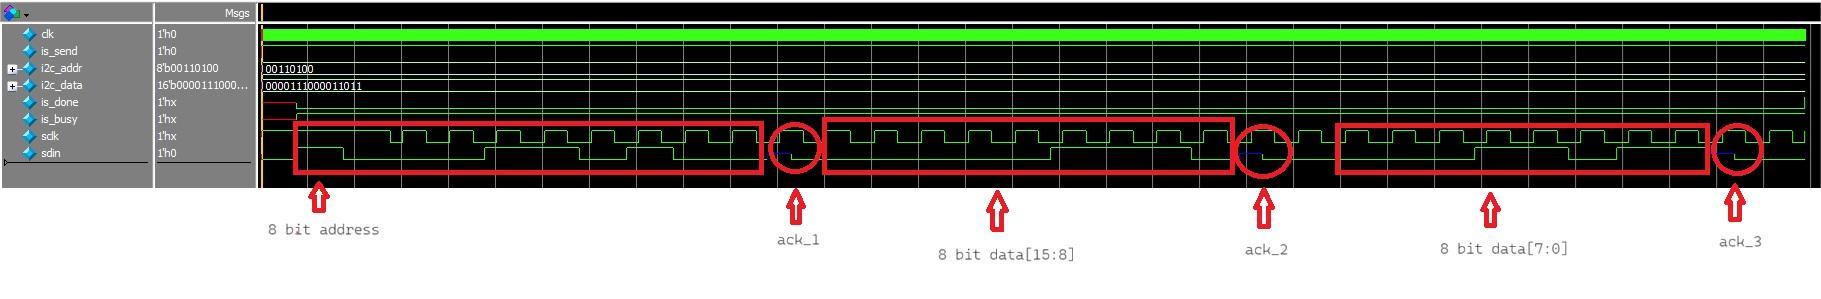 Msgs
clk 1'h0
is_send 1'h0
i2c_addr 8'b00110100 00110100
i2c_data 16'b0000111000... 0000111000011011
is_done 1'hx
is_busy 1'hx
sclk 1'hx
sdin 1'h0
8 bit address
ack_1
8 bit data[15:8]
ack_2
8 bit data[7:0]
ack_3